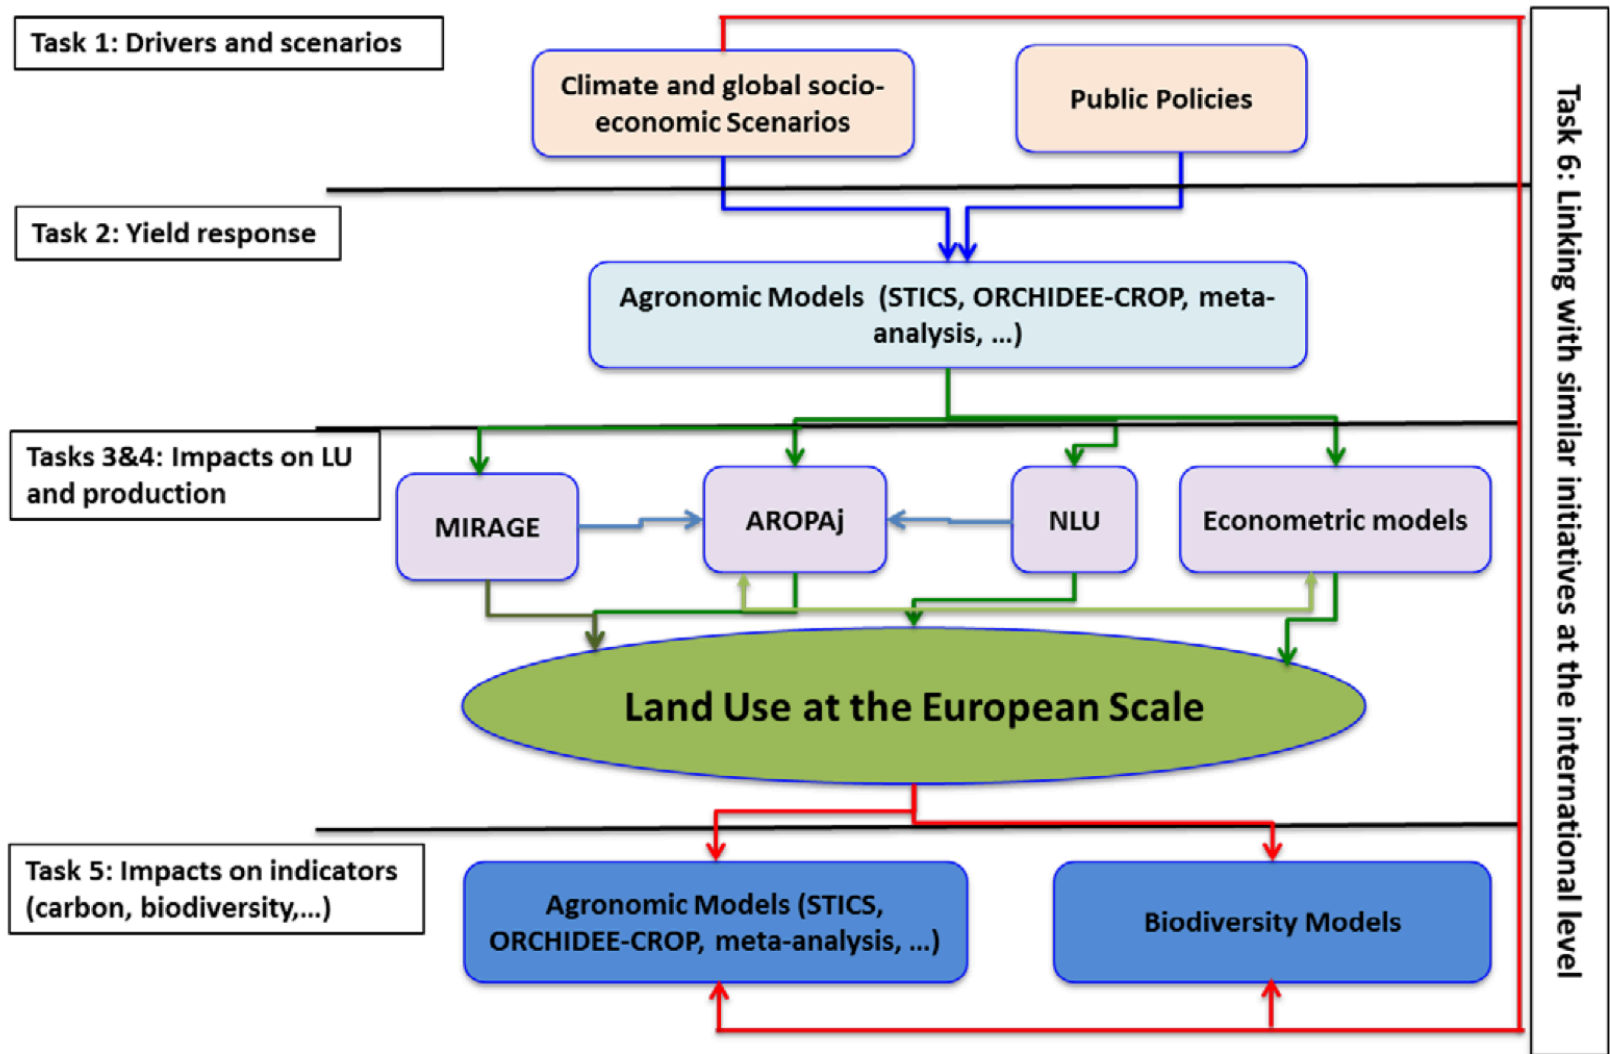 Task 1: Drivers and scenarios
Climate and global socio-
economic Scenarios
Public Policies
Task 2: Yield response
Agronomic Models (STICS, ORCHIDEE-CROP, meta-
analysis, ...)
Tasks 3&4: Impacts on LU
and production
MIRAGE
AROPAj
NLU
Econometric models
Land Use at the European Scale
Task 5: Impacts on indicators
(carbon, biodiversity,...)
Agronomic Models (STICS,
ORCHIDEE-CROP, meta-analysis, ...)
Biodiversity Models
Task 6: Linking with similar initiatives at the international level